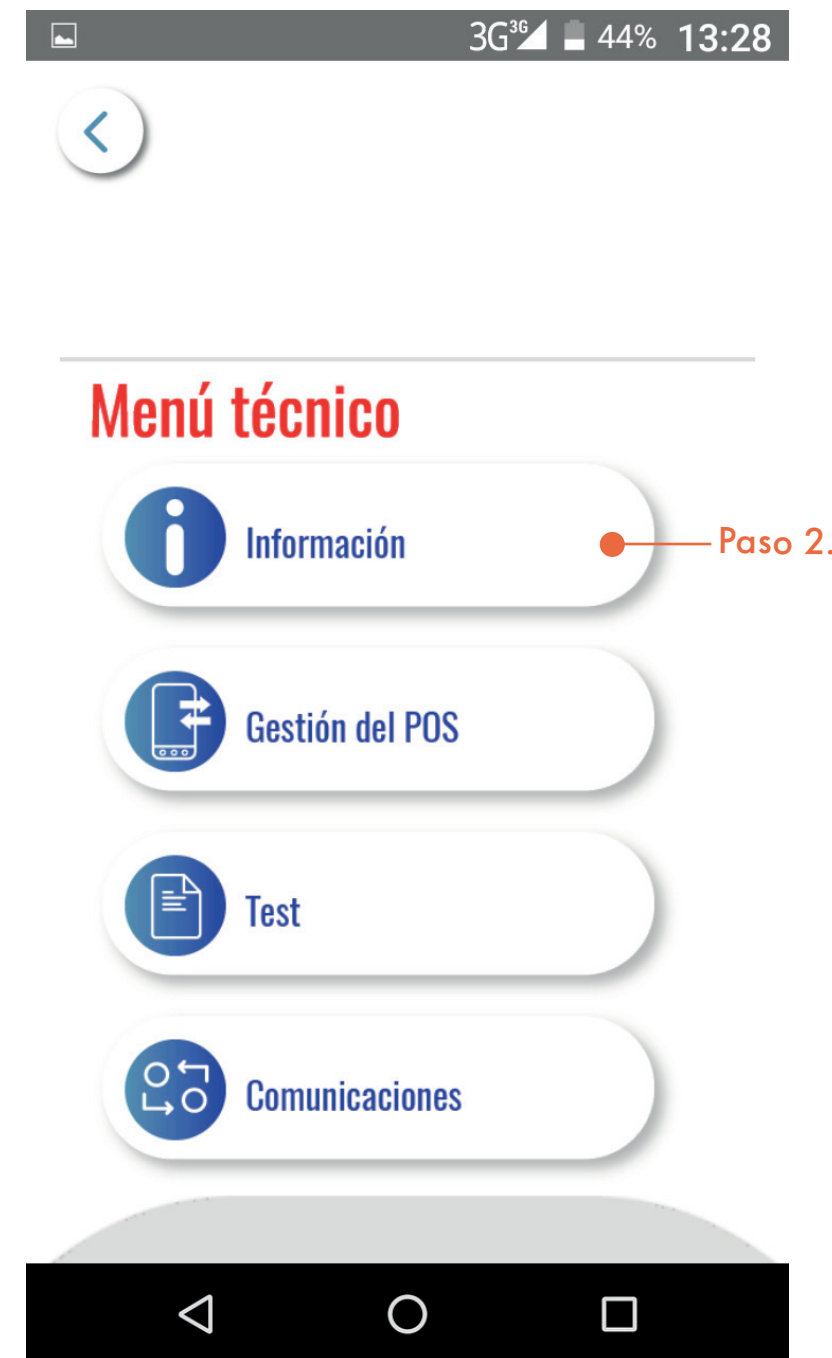 3G 3G 44% 13:28
Menú técnico
Información
Paso 2.
Gestión del POS
Test
Comunicaciones